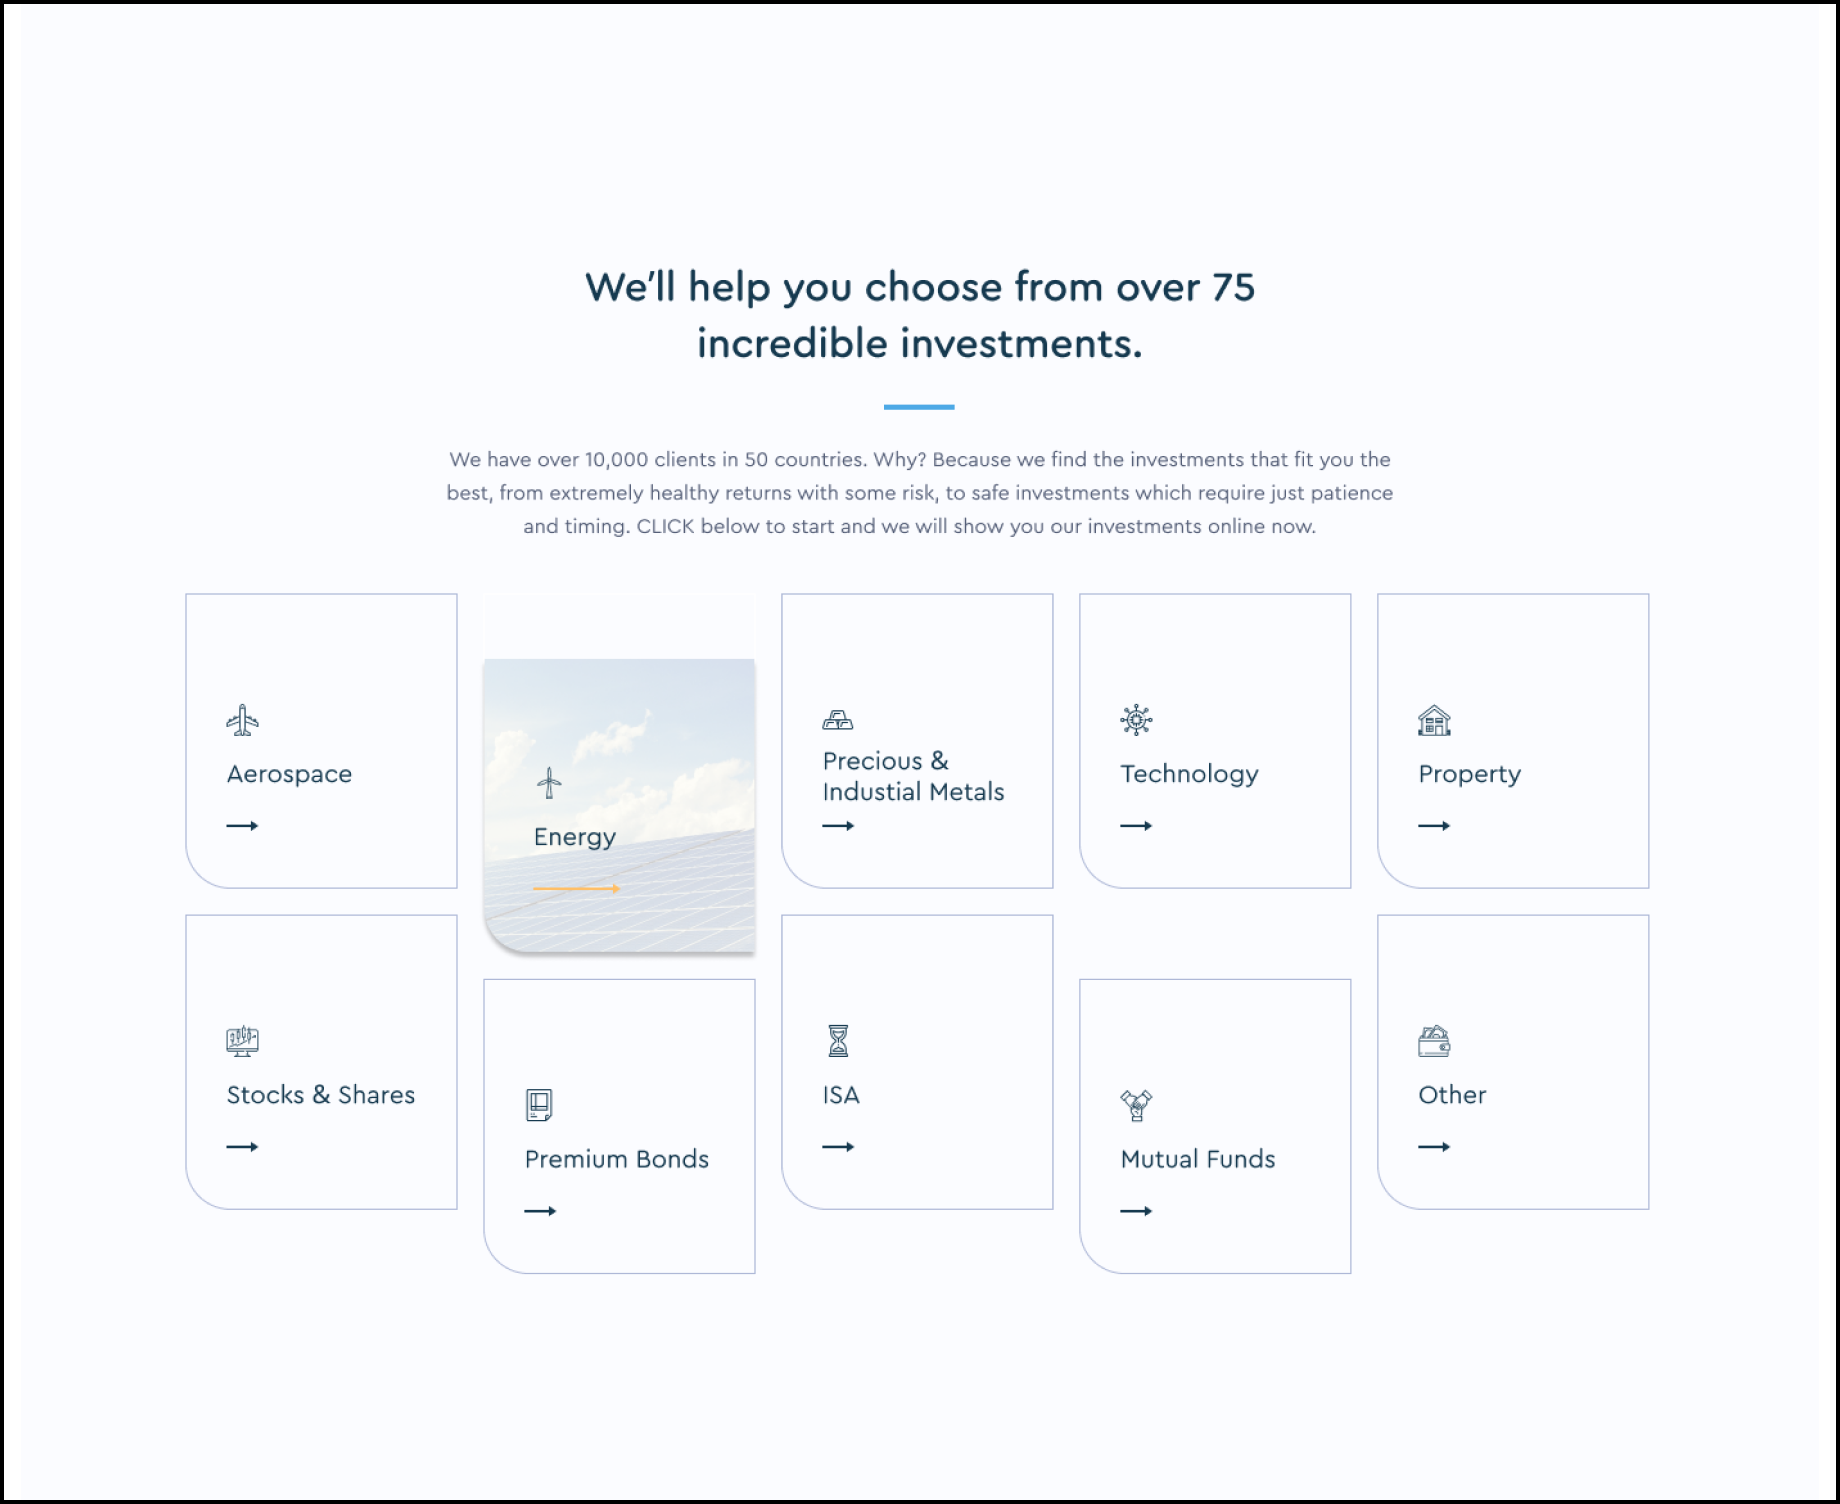 We'll help you choose from over 75
incredible investments.
We have over 10,000 clients in 50 countries. Why? Because we find the investments that fit you the
best, from extremely healthy returns with some risk, to safe investments which require just patience
and timing. CLICK below to start and we will show you our investments online now.
Aerospace
Energy
Precious &
Industial Metals
Technology
Property
Stocks & Shares
Premium Bonds
ISA
Mutual Funds
Other